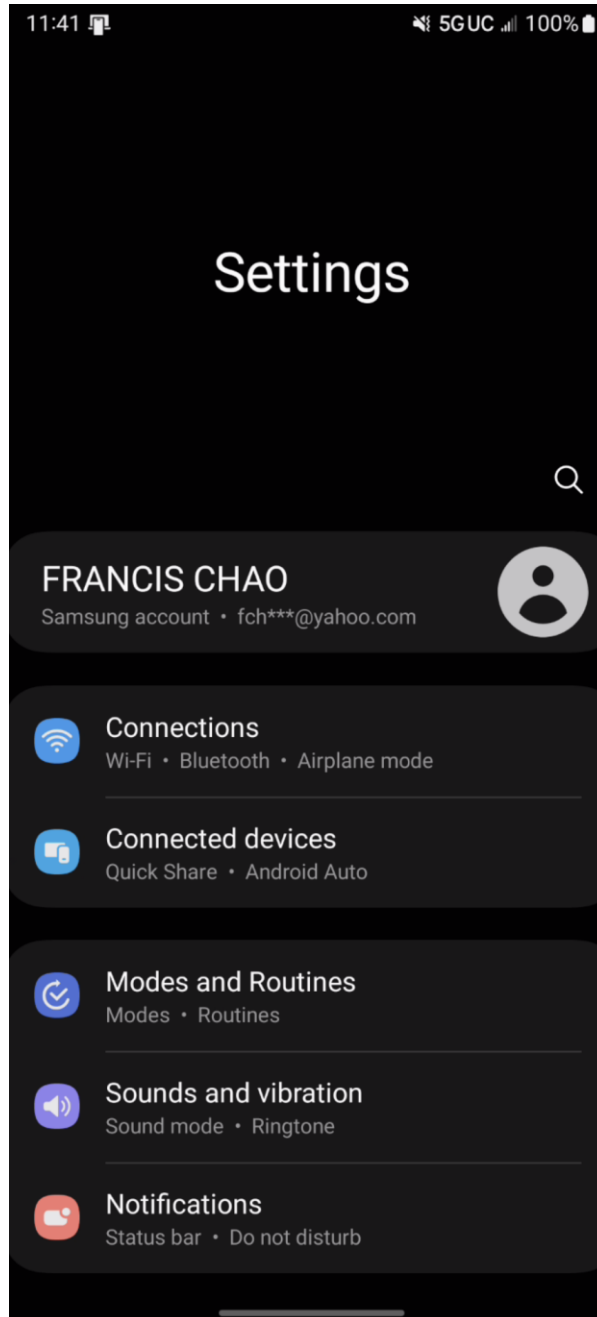 11:41 5G UC 100%
Settings
FRANCIS CHAO
Samsung account • fch***@yahoo.com
Connections
Wi-Fi • Bluetooth • Airplane mode
Connected devices
Quick Share • Android Auto
Modes and Routines
Modes • Routines
Sounds and vibration
Sound mode • Ringtone
Notifications
Status bar • Do not disturb